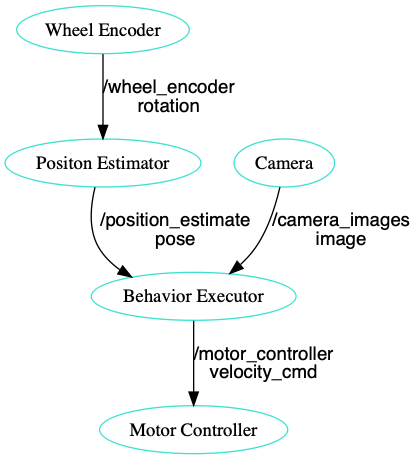 Wheel Encoder
/wheel_encoder
rotation
Positon Estimator
Camera
/position_estimate
pose
/camera_images
image
Behavior Executor
/motor_controller
velocity_cmd
Motor Controller